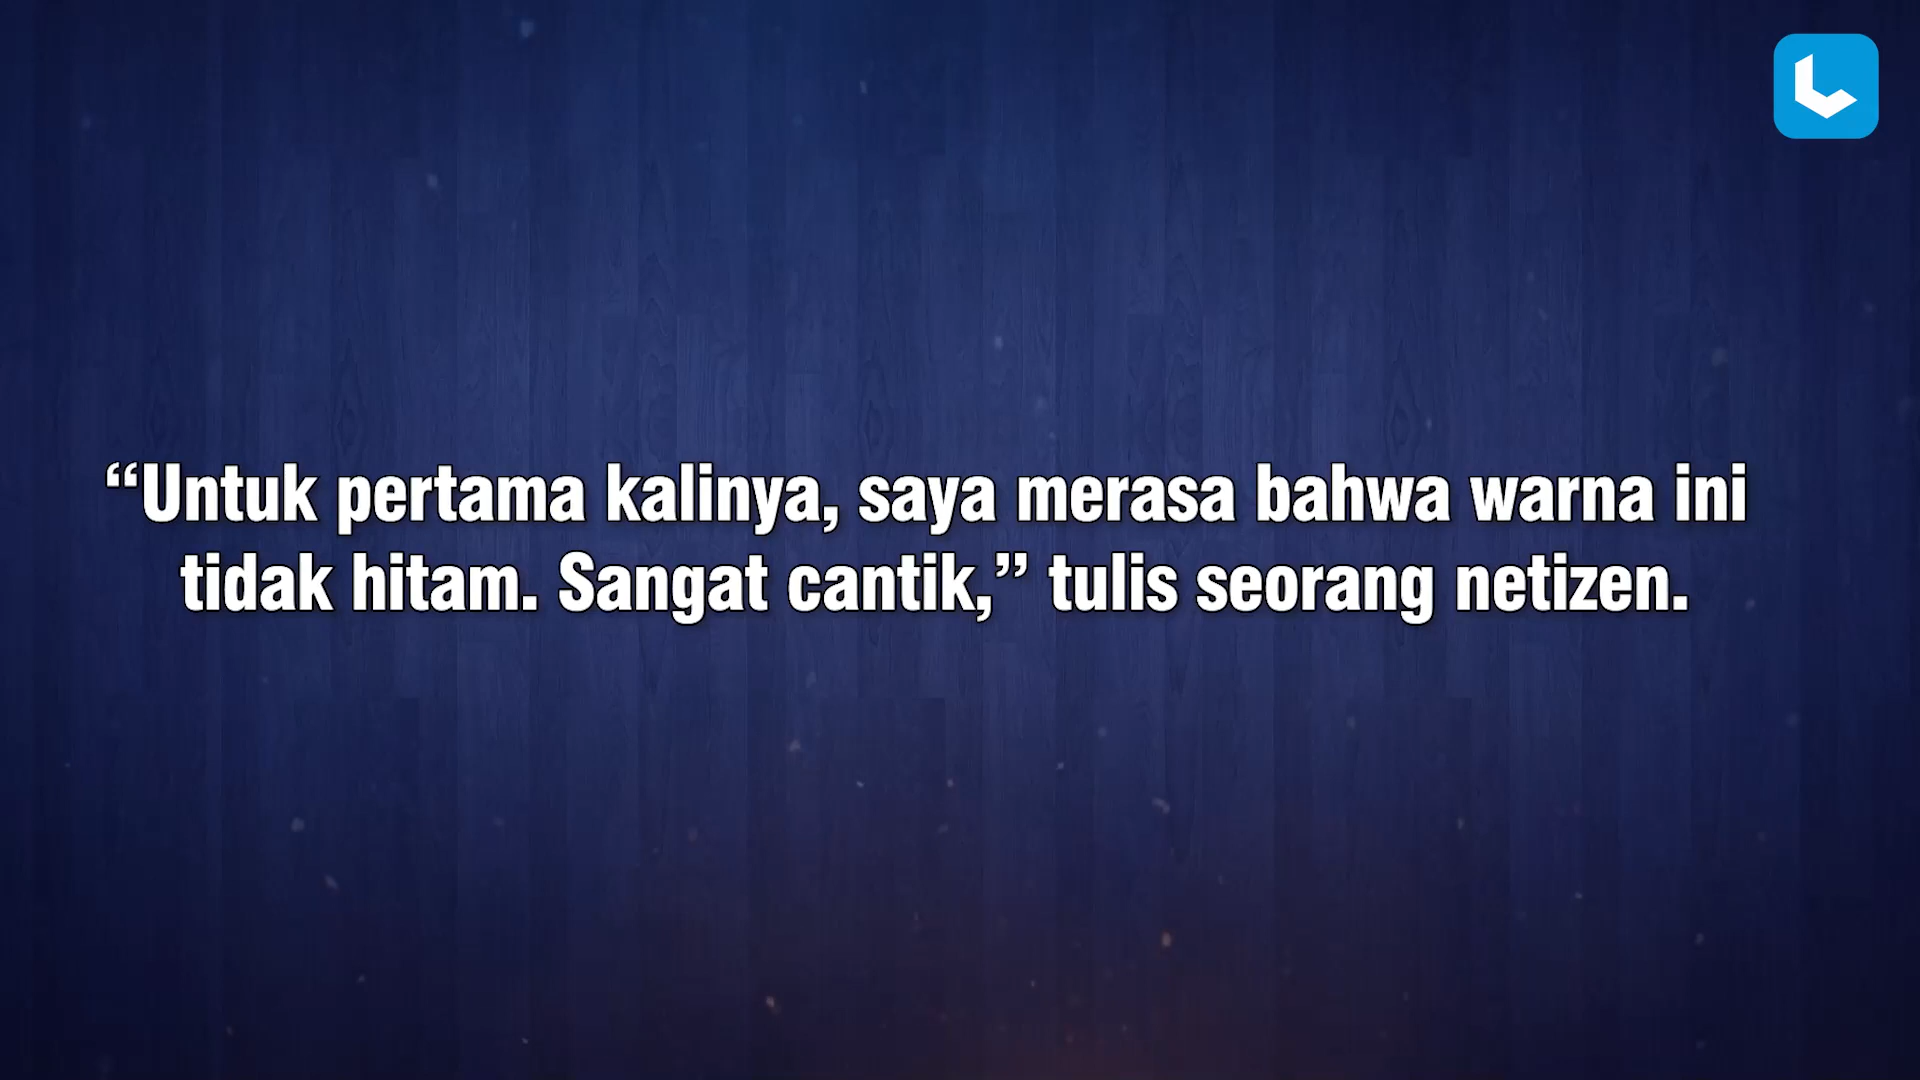 “Untuk pertama kalinya, saya merasa bahwa warna ini
tidak hitam. Sangat cantik,” tulis seorang netizen.